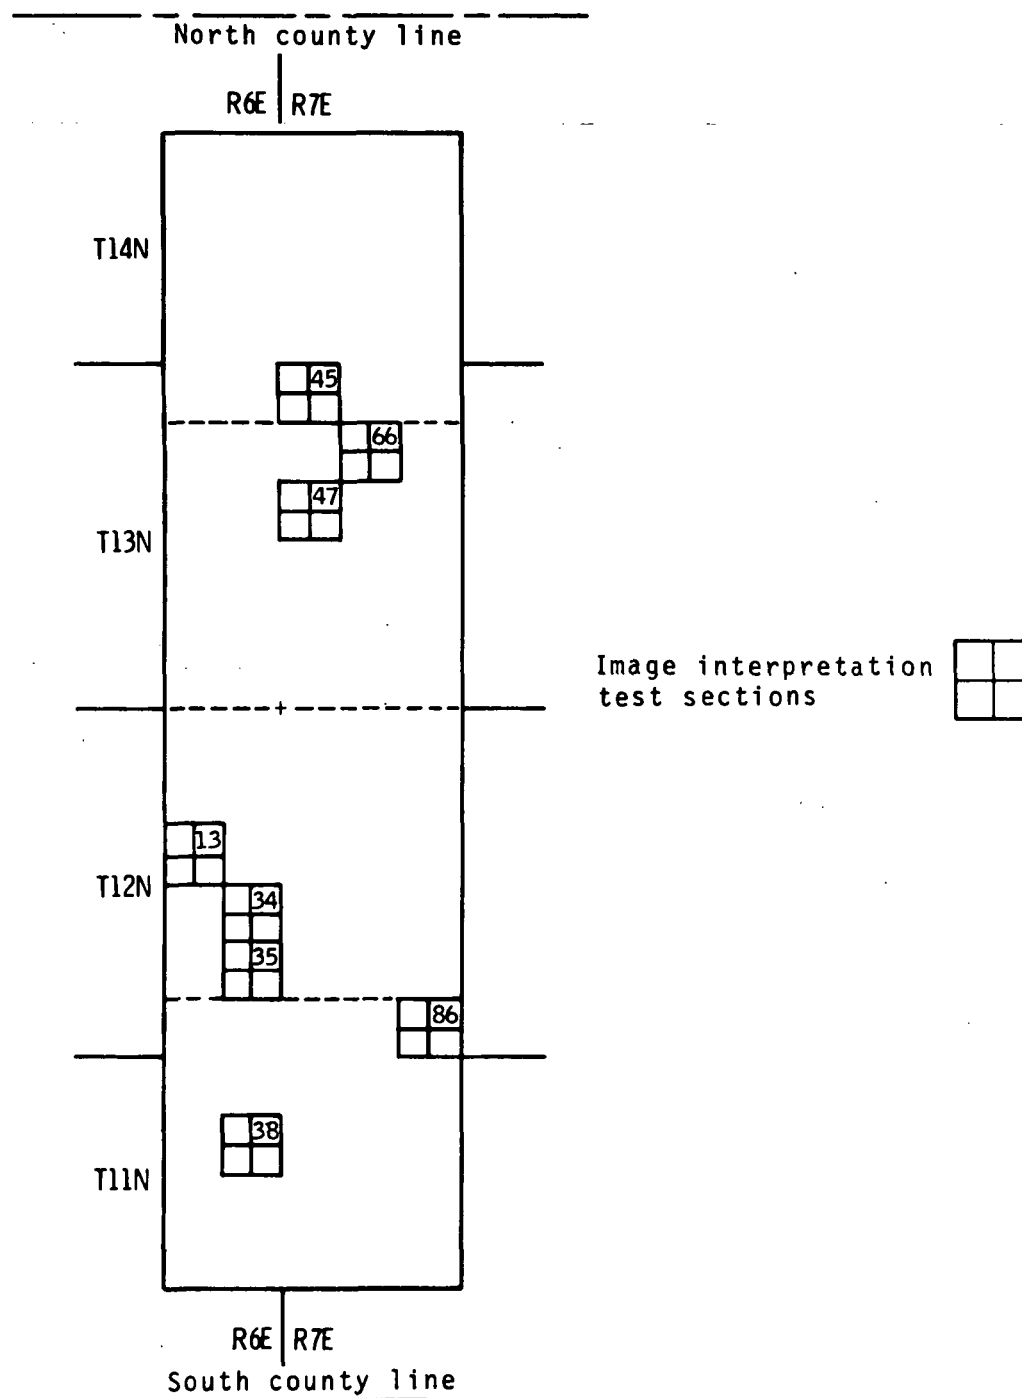 North county line
R6E R7E
T14N
45
66
47
T13N
Image interpretation
test sections
13
T12N
34
35
86
38
T11N
R6E R7E
South county line